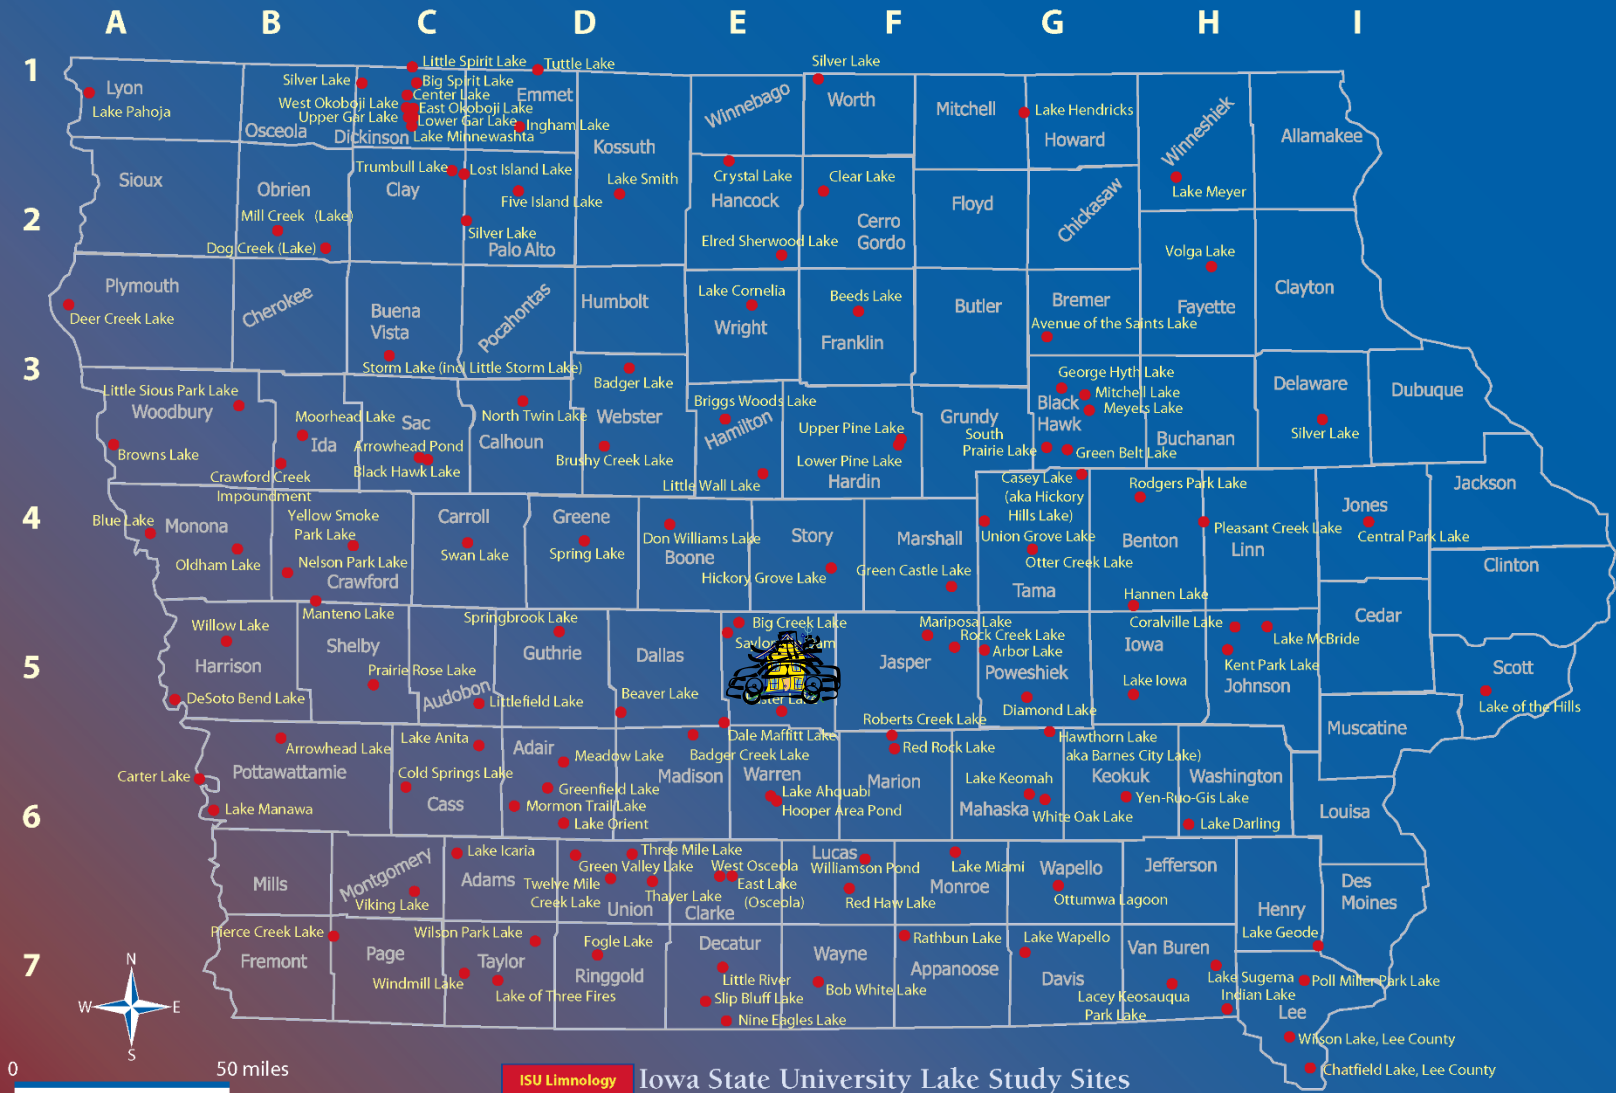 A B C D E F G H I
1
Little Spirit Lake
Tuttle Lake
Silver Lake
Lyon
Silver Lake
Big Spirit Lake
Center Lake
Emmet
Winnebago
Worth
Lake Pahoja
West Okoboji Lake
East Okoboji Lake
Mitchell
Lake Hendricks
Upper Gar Lake
Lower Gar Lake
Ingham Lake
Osceola
Dickinson
Lake Minnewashta
Kossuth
Howard
Winneshiek
Allamakee
Sioux
Obrien
Trumbull Lake
Lost Island Lake
Clay
Lake Smith
Crystal Lake
Clear Lake
Lake Meyer
Five Island Lake
Hancock
Floyd
Chickasaw
2
Mill Creek (Lake)
Silver Lake
Cerro
Gordo
Dog Creek (Lake)
Palo Alto
Elred Sherwood Lake
Volga Lake
Plymouth
Cherokee
Buena
Vista
Pocahontas
Humbolt
Lake Cornelia
Wright
Beeds Lake
Franklin
Butler
Bremer
Fayette
Clayton
Deer Creek Lake
Avenue of the Saints Lake
3
Storm Lake (incl Little Storm Lake)
Badger Lake
George Hyth Lake
Little Sious Park Lake
Woodbury
Mitchell Lake
Delaware
Dubuque
Moorhead Lake
Sac
North Twin Lake
Webster
Briggs Woods Lake
Hamilton
Grundy
Black
Hawk
Meyers Lake
Ida
Arrowhead Pond
Calhoun
Upper Pine Lake
South
Prairie Lake
Buchanan
Silver Lake
Browns Lake
Black Hawk Lake
Brushy Creek Lake
Lower Pine Lake
Green Belt Lake
Crawford Creek
Impoundment
Little Wall Lake
Hardin
Casey Lake
(aka Hickory
Hills Lake)
Rodgers Park Lake
Jackson
4
Blue Lake
Monona
Yellow Smoke
Park Lake
Carroll
Greene
Jones
Don Williams Lake
Story
Marshall
Union Grove Lake
Pleasant Creek Lake
Central Park Lake
Oldham Lake
Swan Lake
Spring Lake
Boone
Benton
Linn
Nelson Park Lake
Crawford
Hickory Grove Lake
Green Castle Lake
Otter Creek Lake
Clinton
Tama
Hannen Lake
Manteno Lake
Springbrook Lake
Big Creek Lake
Mariposa Lake
Coralville Lake
Cedar
Willow Lake
Rock Creek Lake
Lake McBride
Harrison
Shelby
Guthrie
Dallas
Jasper
Arbor Lake
Iowa
Kent Park Lake
5
Prairie Rose Lake
Poweshiek
Scott
DeSoto Bend Lake
Audobon
Littlefield Lake
Beaver Lake
Diamond Lake
Lake Iowa
Johnson
Lake of the Hills
Roberts Creek Lake
Arrowhead Lake
Lake Anita
Adair
Dale Maffitt Lake
Red Rock Lake
Hawthorn Lake
aka Barnes City Lake)
Muscatine
Meadow Lake
Badger Creek Lake
Carter Lake
Pottawattamie
Cold Springs Lake
Madison
Warren
Marion
Lake Keomah
Keokuk
Washington
Greenfield Lake
Lake Ahquabi
Yen-Ruo-Gis Lake
6
Lake Manawa
Cass
Mormon Trail Lake
Hooper Area Pond
Mahaska
White Oak Lake
Louisa
Lake Orient
Lake Darling
Montgomery
Lake Icaria
Three Mile Lake
Lucas
Mills
Adams
Green Valley Lake
West Osceola
Williamson Pond
Lake Miami
Wapello
Jefferson
Twelve Mile
Creek Lake
Thayer Lake
East Lake
(Osceola)
Monroe
Des
Moines
Viking Lake
Union
Clarke
Red Haw Lake
Ottumwa Lagoon
Henry
Pierce Creek Lake
Wilson Park Lake
Fogle Lake
Decatur
Wayne
Rathbun Lake
Lake Wapello
Van Buren
Lake Geode
7
Fremont
Page
Taylor
Ringgold
Appanoose
Davis
Windmill Lake
Lake of Three Fires
Little River
Bob White Lake
Lake Sugema
Poll Miller Park Lake
Slip Bluff Lake
Lacey Keosauqua
Park Lake
Indian Lake
Lee
Nine Eagles Lake
Wilson Lake, Lee County
Chatfield Lake, Lee County
N
W E
S
0 50 miles
ISU Limnology Iowa State University Lake Study Sites